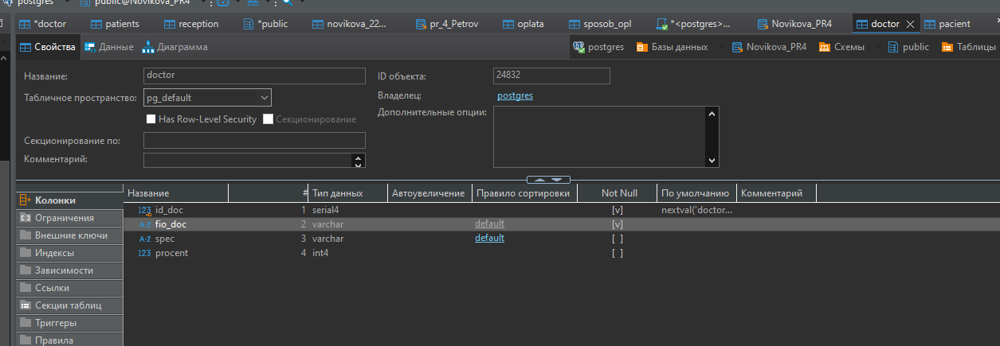 postgres public@Novikova_PR4
*doctor patients reception *public novikova_22... pr_4_Petrov oplata sposob_opl *<postgres>... Novikova_PR4 doctor pacient
Свойства Данные Диаграмма postgres Базы данных Novikova_PR4 Схемы public Таблицы
Название: doctor ID объекта: 24832
Табличное пространство: pg_default Владелец: postgres
Has Row-Level Security Секционирование Дополнительные опции:
Секционирование по:
Комментарий:
Название # Тип данных Автоувеличение Правило сортировки Not Null По умолчанию Комментарий
Колонки
123 id_doc 1 serial4 [v] nextval('doctor...
Ограничения
A-Z fio_doc 2 varchar default [v]
Внешние ключи
A-Z spec 3 varchar default [ ]
Индексы
123 procent 4 int4 [ ]
Зависимости
Ссылки
Секции таблиц
Триггеры
Правила